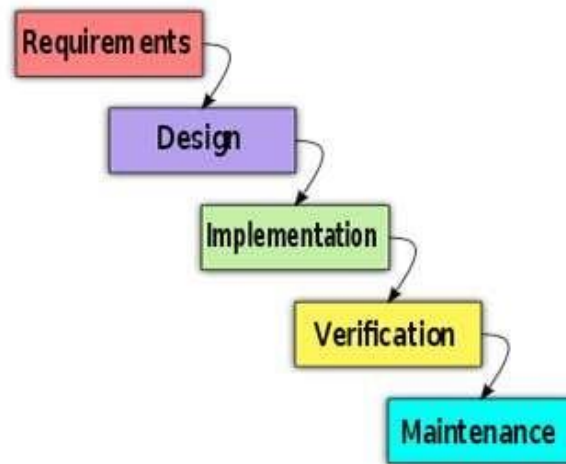 Requirements
Design
Implementation
Verification
Maintenance